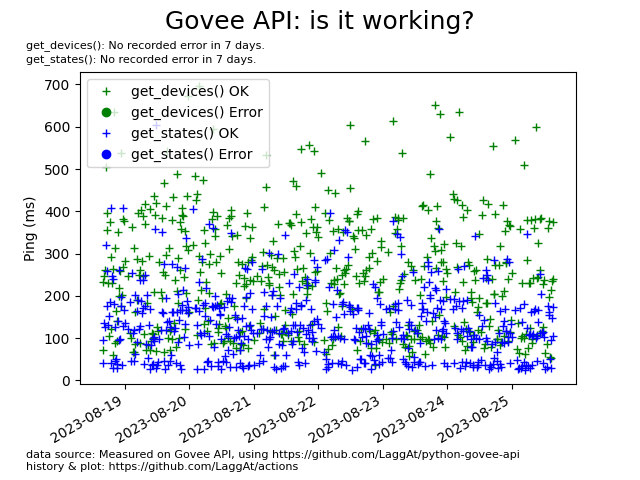 Govee API: is it working?
get_devices(): No recorded error in 7 days.
get_states(): No recorded error in 7 days.
get_devices() OK
get_devices() Error
get_states() OK
get_states() Error
Ping (ms)
700
600
500
400
300
200
100
0
2023-08-19
2023-08-20
2023-08-21
2023-08-22
2023-08-23
2023-08-24
2023-08-25
data source: Measured on Govee API, using https://github.com/LaggAt/python-govee-api
history & plot: https://github.com/LaggAt/actions